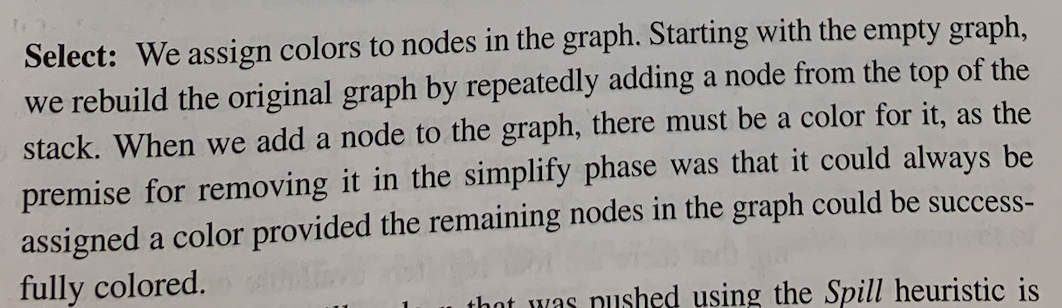 Select: We assign colors to nodes in the graph. Starting with the empty graph,
we rebuild the original graph by repeatedly adding a node from the top of the
stack. When we add a node to the graph, there must be a color for it, as the
premise for removing it in the simplify phase was that it could always be
assigned a color provided the remaining nodes in the graph could be success-
fully colored.
that was pushed using the Spill heuristic is